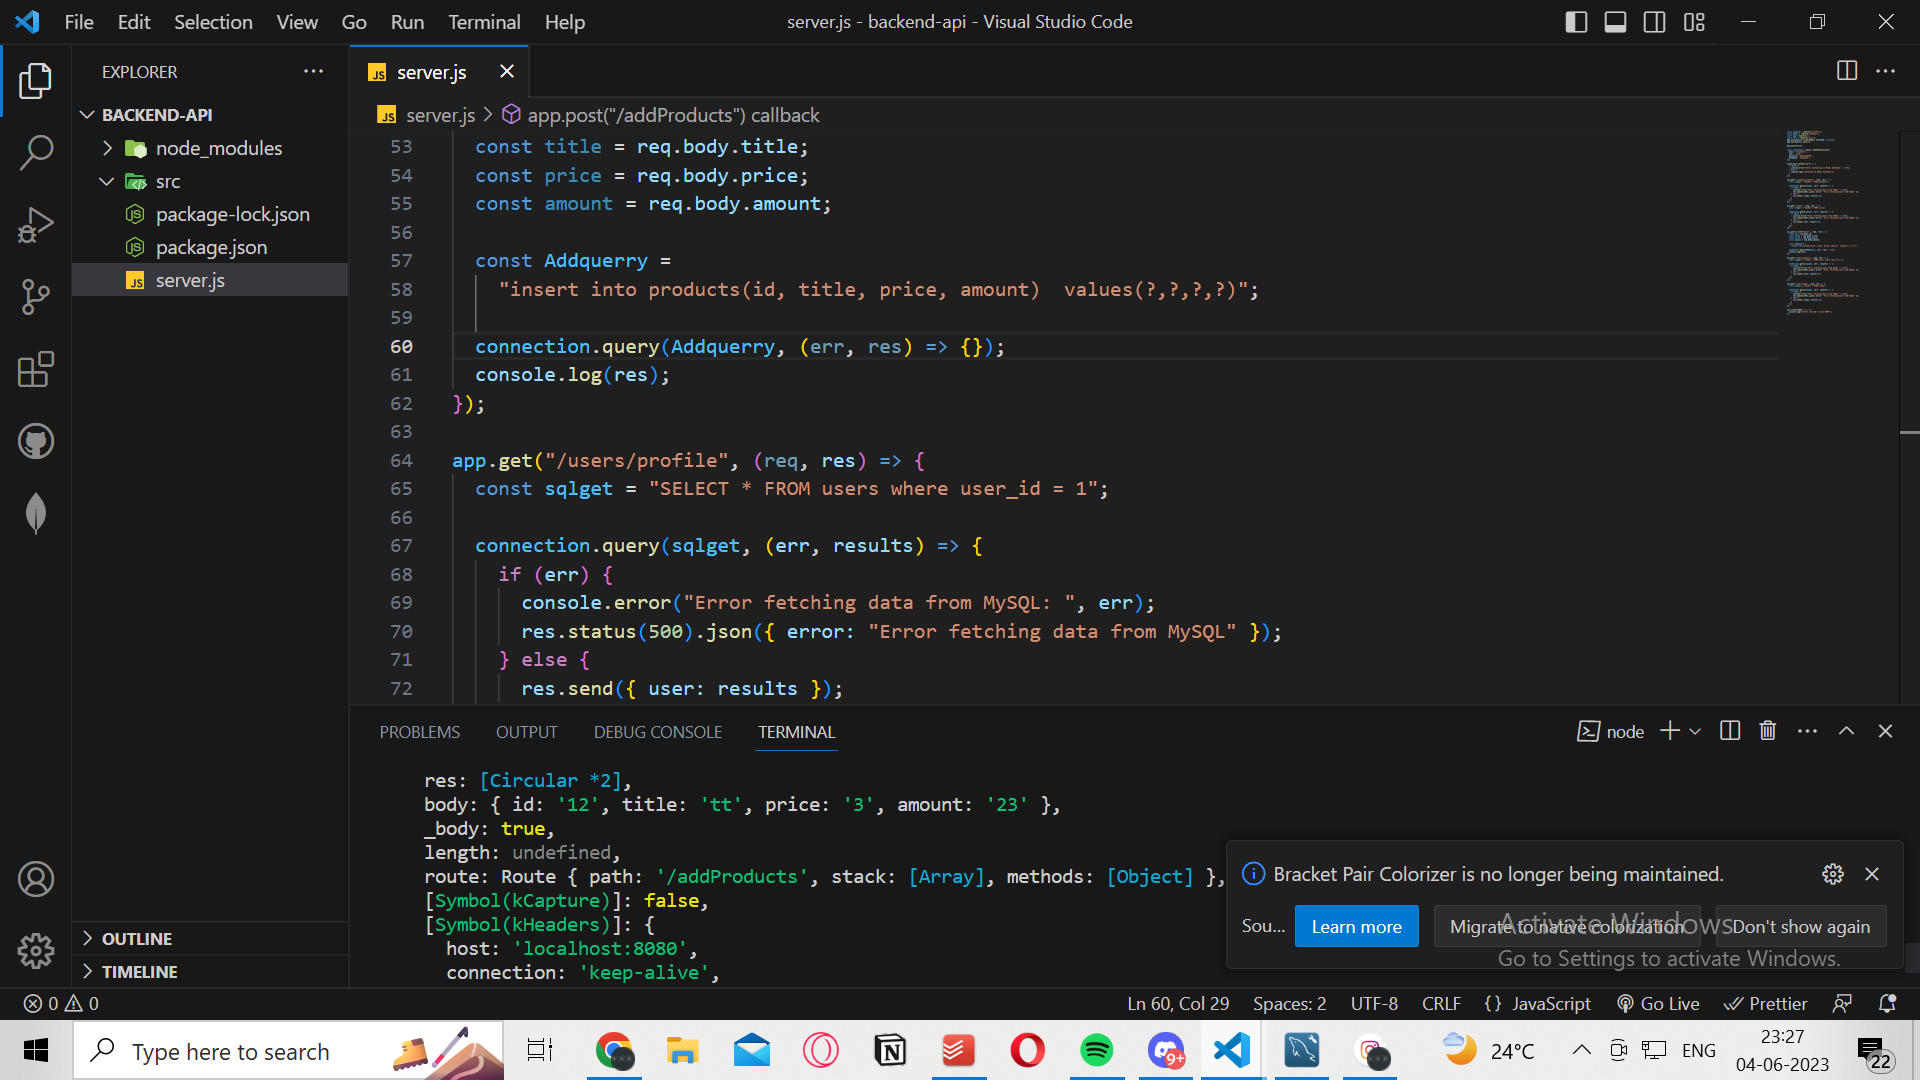 File Edit Selection View Go Run Terminal Help
server.js - backend-api - Visual Studio Code
EXPLORER
BACKEND-API
node_modules
src
package-lock.json
package.json
server.js
OUTLINE
TIMELINE
server.js
server.js > app.post("/addProducts") callback
53 const title = req.body.title;
54 const price = req.body.price;
55 const amount = req.body.amount;
56
57 const Addquerry =
58 "insert into products(id, title, price, amount)  values(?,?,?,?)";
59
60 connection.query(Addquerry, (err, res) => {});
61 console.log(res);
62 });
63
64 app.get("/users/profile", (req, res) => {
65 const sqlget = "SELECT * FROM users where user_id = 1";
66
67 connection.query(sqlget, (err, results) => {
68 if (err) {
69 console.error("Error fetching data from MySQL: ", err);
70 res.status(500).json({ error: "Error fetching data from MySQL" });
71 } else {
72 res.send({ user: results });
PROBLEMS OUTPUT DEBUG CONSOLE TERMINAL
node
res: [Circular *2],
body: { id: '12', title: 'tt', price: '3', amount: '23' },
_body: true,
length: undefined,
route: Route { path: '/addProducts', stack: [Array], methods: [Object] },
[Symbol(kCapture)]: false,
[Symbol(kHeaders)]: {
host: 'localhost:8080',
connection: 'keep-alive',
Bracket Pair Colorizer is no longer being maintained.
Sou... Learn more Migrate to native colorization Don't show again
Activate Windows
Go to Settings to activate Windows.
0 0
Ln 60, Col 29 Spaces: 2 UTF-8 CRLF {} JavaScript Go Live Prettier
Type here to search
9+
24°C
ENG
23:27
04-06-2023
22